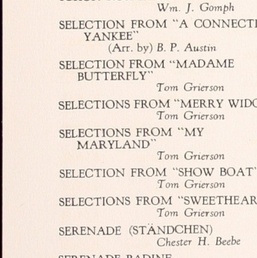 Wm. J. Gomph
SELECTION FROM "A CONNECTI
YANKEE"
(Arr. by) B. P. Austin
SELECTION FROM "MADAME
BUTTERFLY"
Tom Grierson
SELECTIONS FROM "MERRY WIDO
Tom Grierson
SELECTIONS FROM "MY
MARYLAND"
Tom Grierson
SELECTION FROM "SHOW BOAT"
Tom Grierson
SELECTIONS FROM "SWEETHEAR
Tom Grierson
SERENADE (STÄNDCHEN)
Chester H. Beebe
SERENADE BADINE